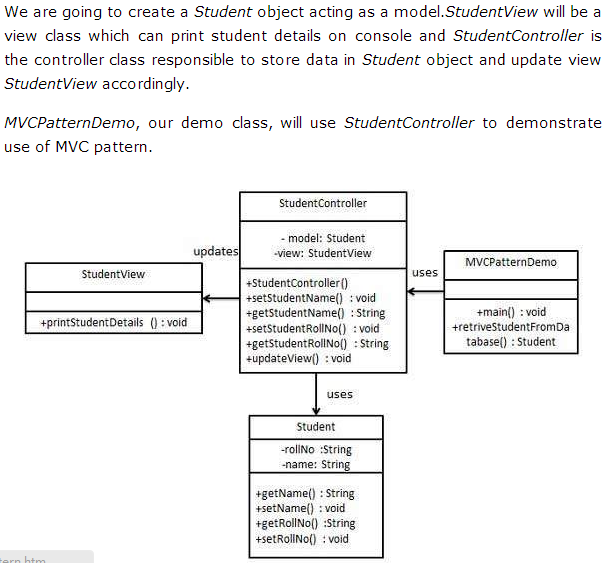 We are going to create a Student object acting as a model.StudentView will be a
view class which can print student details on console and StudentController is
the controller class responsible to store data in Student object and update view
StudentView accordingly.
MVCPatternDemo, our demo class, will use StudentController to demonstrate
use of MVC pattern.
StudentController
- model: Student
-view: StudentView
+StudentController()
+setStudentName() : void
+getStudentName() : String
+setStudentRollNo() : void
+getStudentRollNo() : String
+updateView() : void
updates
StudentView
+printStudentDetails () : void
uses
MVCPatternDemo
+main() : void
+retriveStudentFromDa
tabase() : Student
uses
Student
-rollNo :String
-name: String
+getName() : String
+setName() : void
+getRollNo() :String
+setRollNo() : void